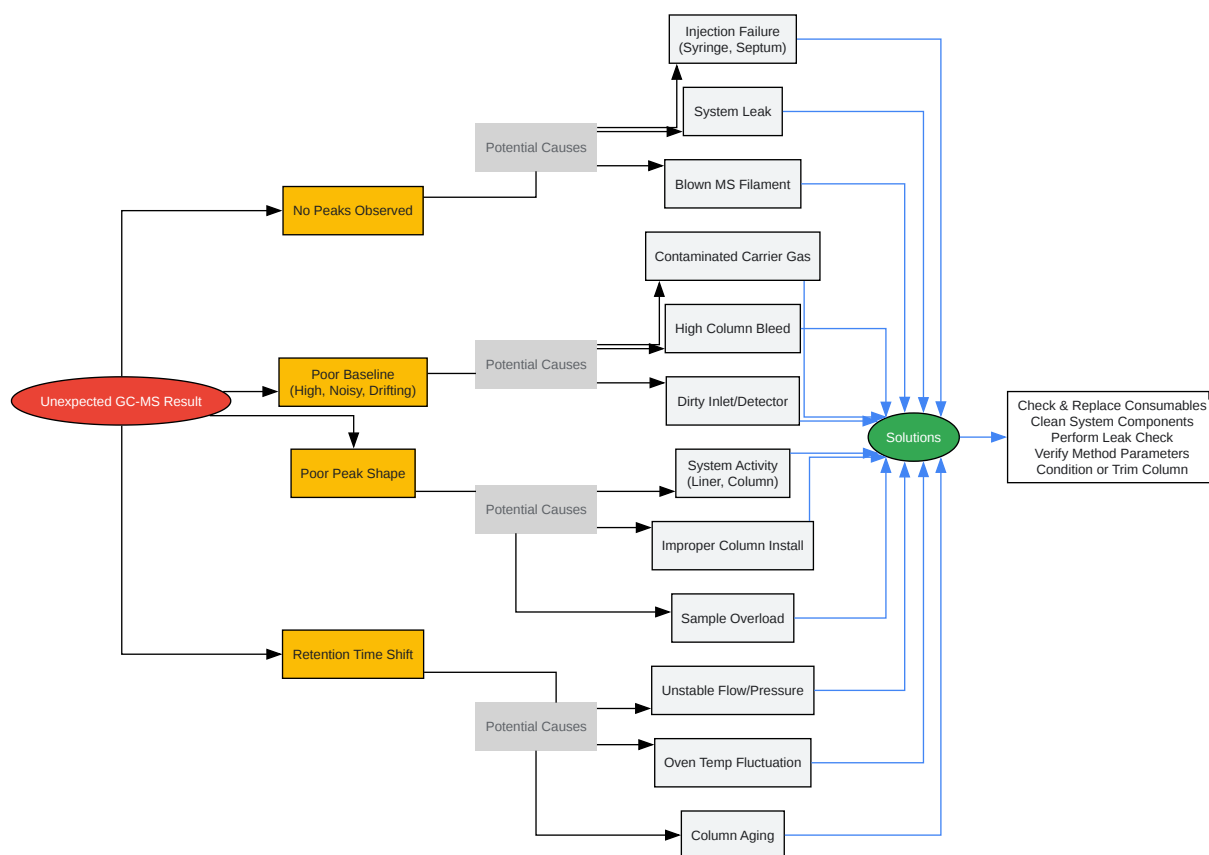 Unexpected GC-MS Result
No Peaks Observed
Poor Baseline
(High, Noisy, Drifting)
Poor Peak Shape
Retention Time Shift
Potential Causes
Injection Failure
(Syringe, Septum)
System Leak
Blown MS Filament
Potential Causes
Contaminated Carrier Gas
High Column Bleed
Dirty Inlet/Detector
Potential Causes
System Activity
(Liner, Column)
Improper Column Install
Sample Overload
Potential Causes
Unstable Flow/Pressure
Oven Temp Fluctuation
Column Aging
Solutions
Check & Replace Consumables
Clean System Components
Perform Leak Check
Verify Method Parameters
Condition or Trim Column